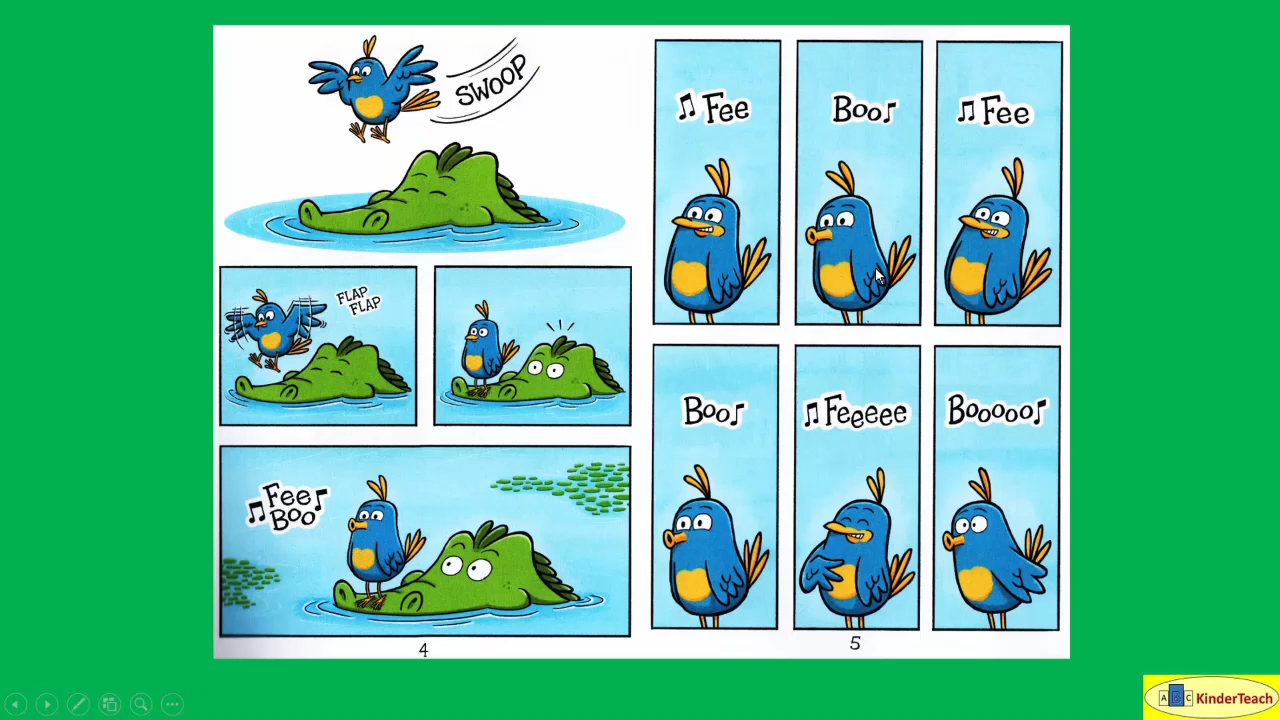 SWOOP
FLAP
FLAP
♫ Fee♪
Boo
4
♫ Fee
Boo♪
♫ Fee
Boo♪
♫ Feeeee
Booooo♪
5
A B C KinderTeach